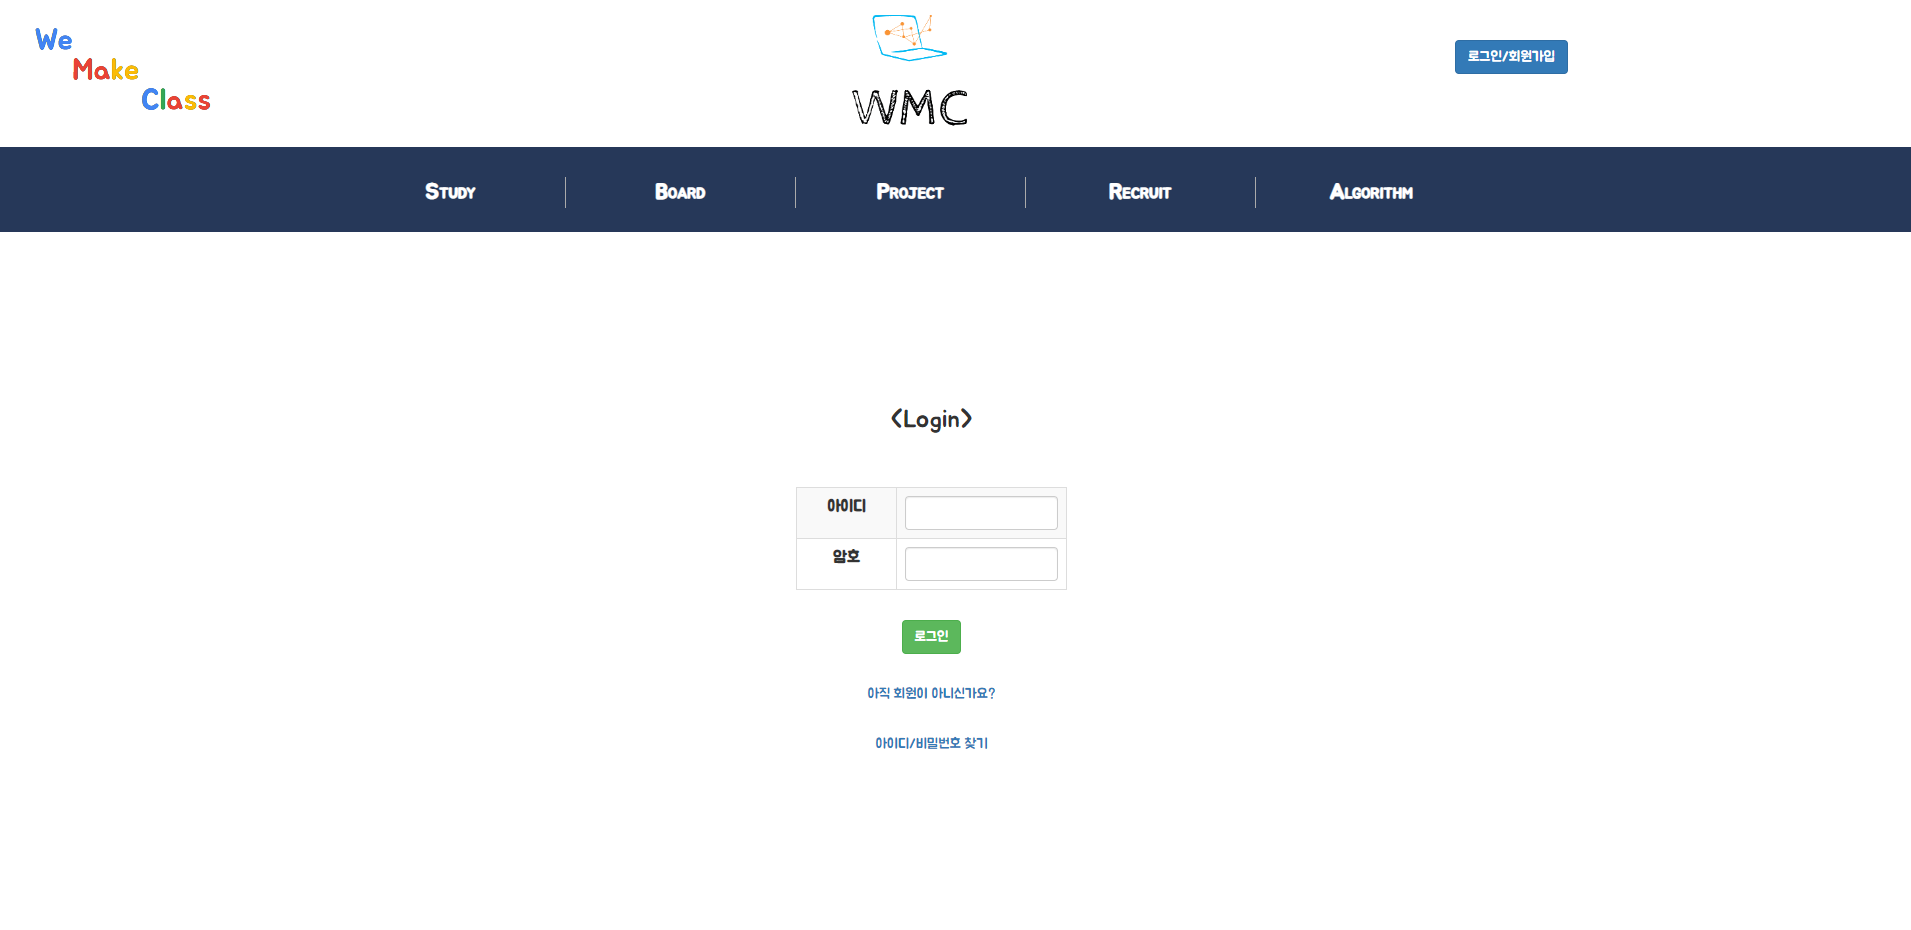 We
Make
Class
WMC
로그인/회원가입
Study Board Project Recruit Algorithm
<Login>
아이디
암호
로그인
아직 회원이 아니신가요?
아이디/비밀번호 찾기